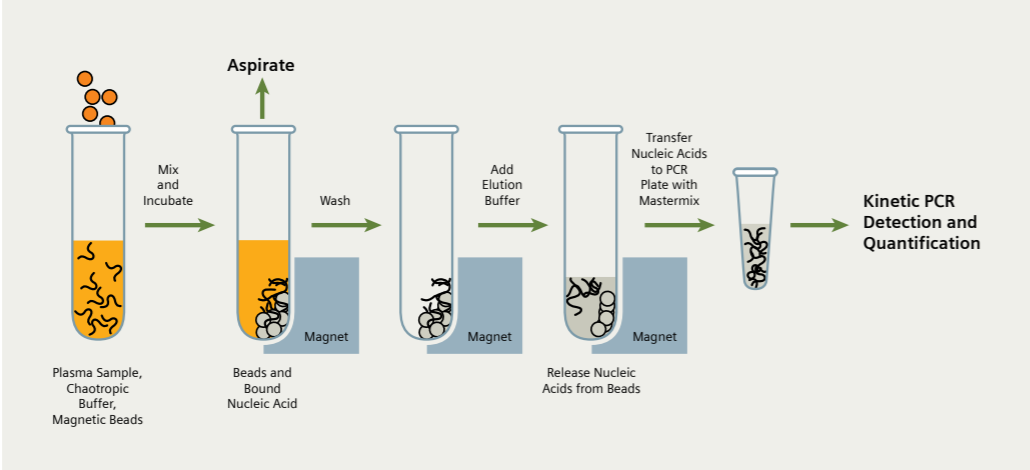 Aspirate
Mix
and
Incubate
Wash
Add
Elution
Buffer
Transfer
Nucleic Acids
to PCR
Plate with
Mastermix
Kinetic PCR
Detection and
Quantification
Magnet
Magnet
Magnet
Plasma Sample,
Chaotropic
Buffer,
Magnetic Beads
Beads and
Bound
Nucleic Acid
Release Nucleic
Acids from Beads